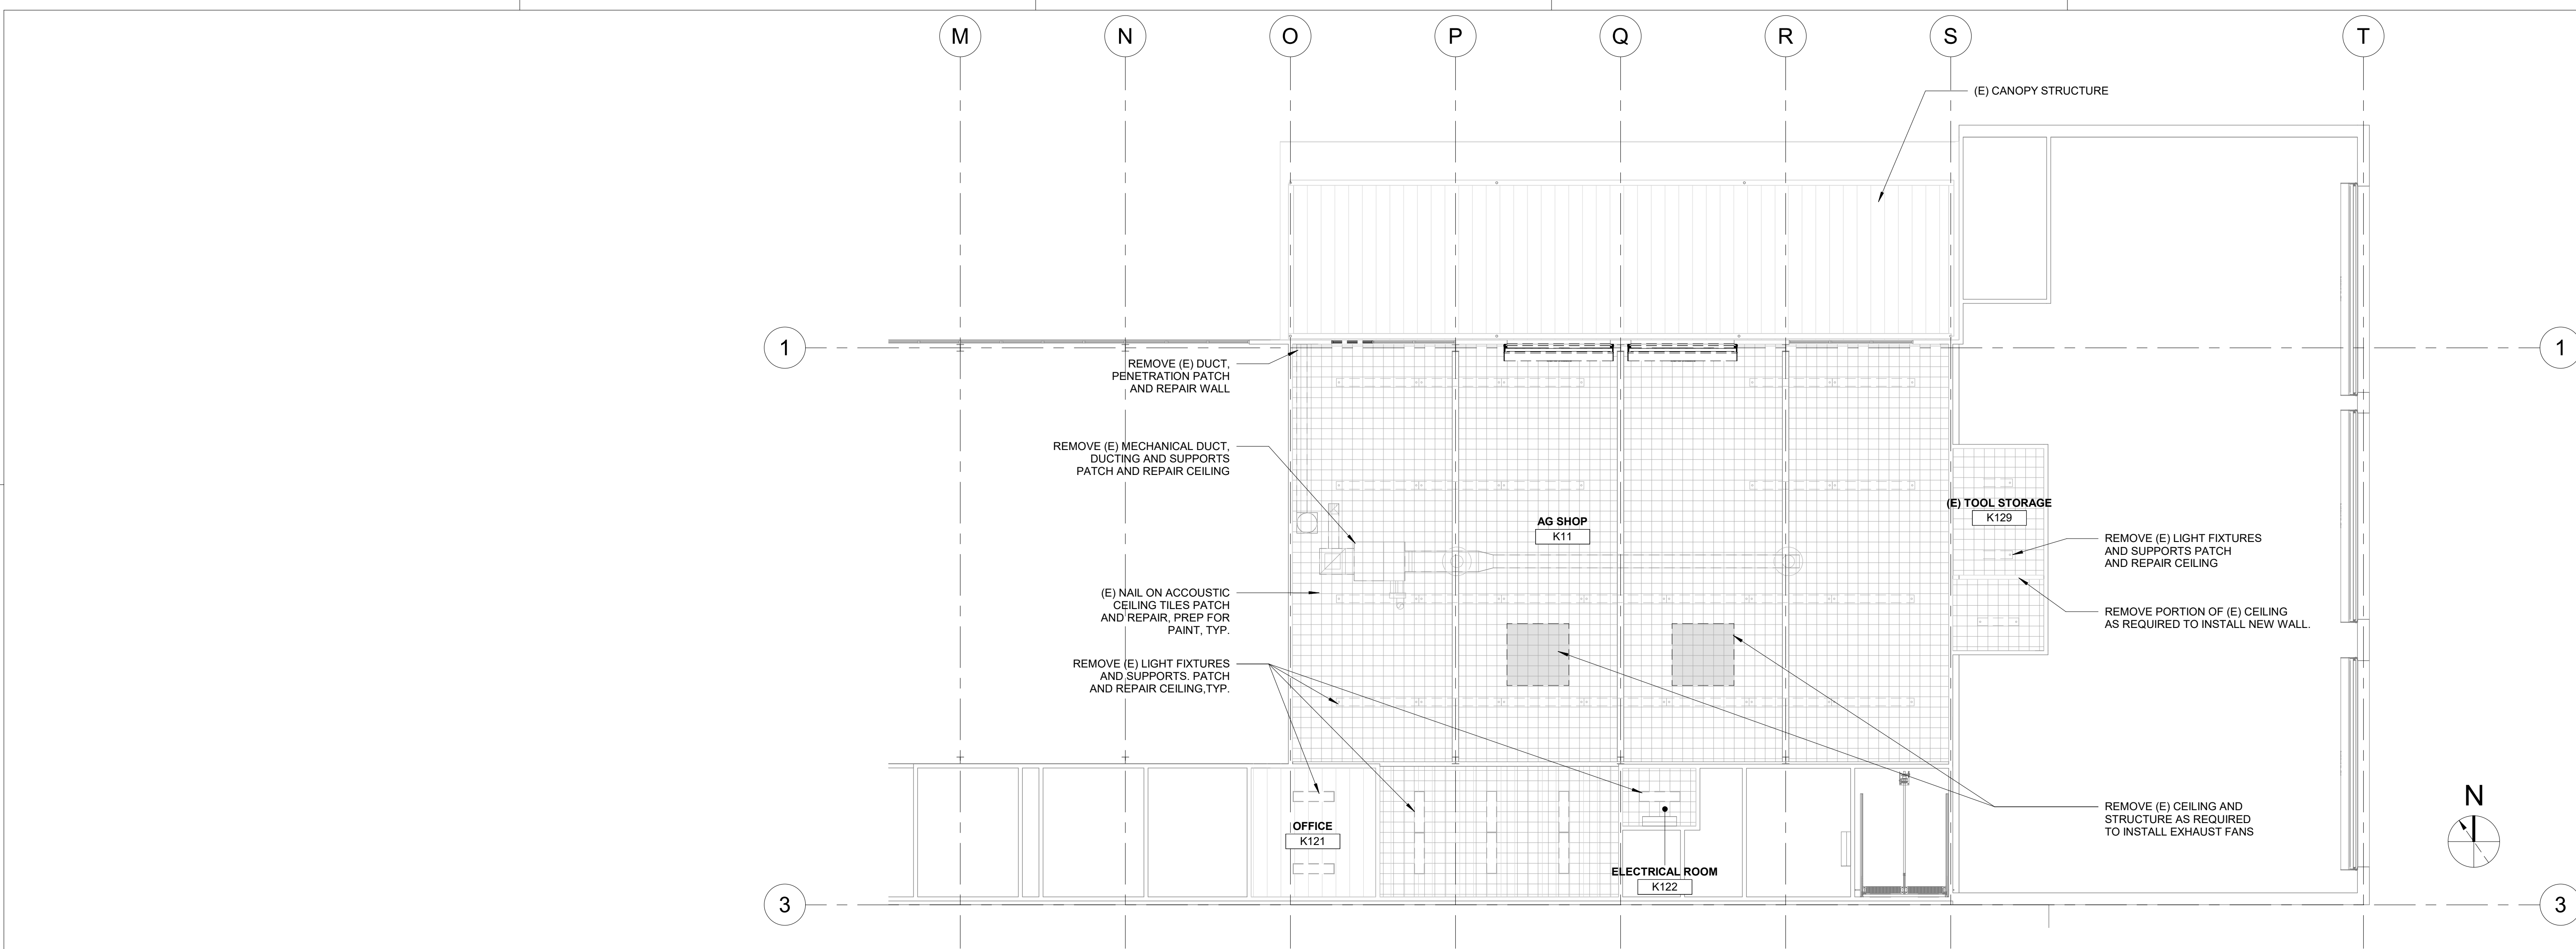 M
N
O
P
Q
R
S
T
(E) CANOPY STRUCTURE
1
1
REMOVE (E) DUCT,
PENETRATION PATCH
AND REPAIR WALL
REMOVE (E) MECHANICAL DUCT,
DUCTING AND SUPPORTS
PATCH AND REPAIR CEILING
AG SHOP
K11
(E) TOOL STORAGE
K129
REMOVE (E) LIGHT FIXTURES
AND SUPPORTS PATCH
AND REPAIR CEILING
(E) NAIL ON ACCOUSTIC
CEILING TILES PATCH
AND REPAIR, PREP FOR
PAINT, TYP.
REMOVE PORTION OF (E) CEILING
AS REQUIRED TO INSTALL NEW WALL.
REMOVE (E) LIGHT FIXTURES
AND SUPPORTS. PATCH
AND REPAIR CEILING,TYP.
REMOVE (E) CEILING AND
STRUCTURE AS REQUIRED
TO INSTALL EXHAUST FANS
N
OFFICE
K121
ELECTRICAL ROOM
K122
3
3